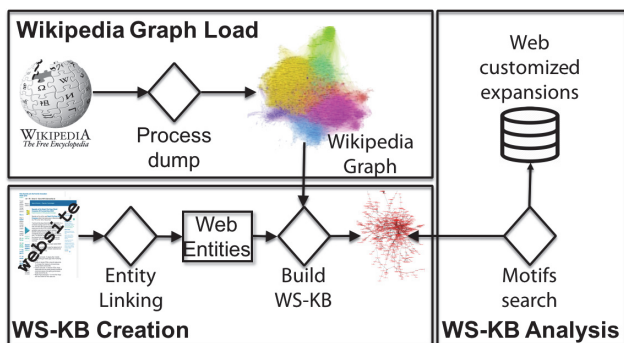 Wikipedia Graph Load
WIKIPEDIA
The Free Encyclopedia
Process
dump
Wikipedia
Graph
Web
customized
expansions
website
Entity
Linking
Web
Entities
Build
WS-KB
Motifs
search
WS-KB Creation
WS-KB Analysis